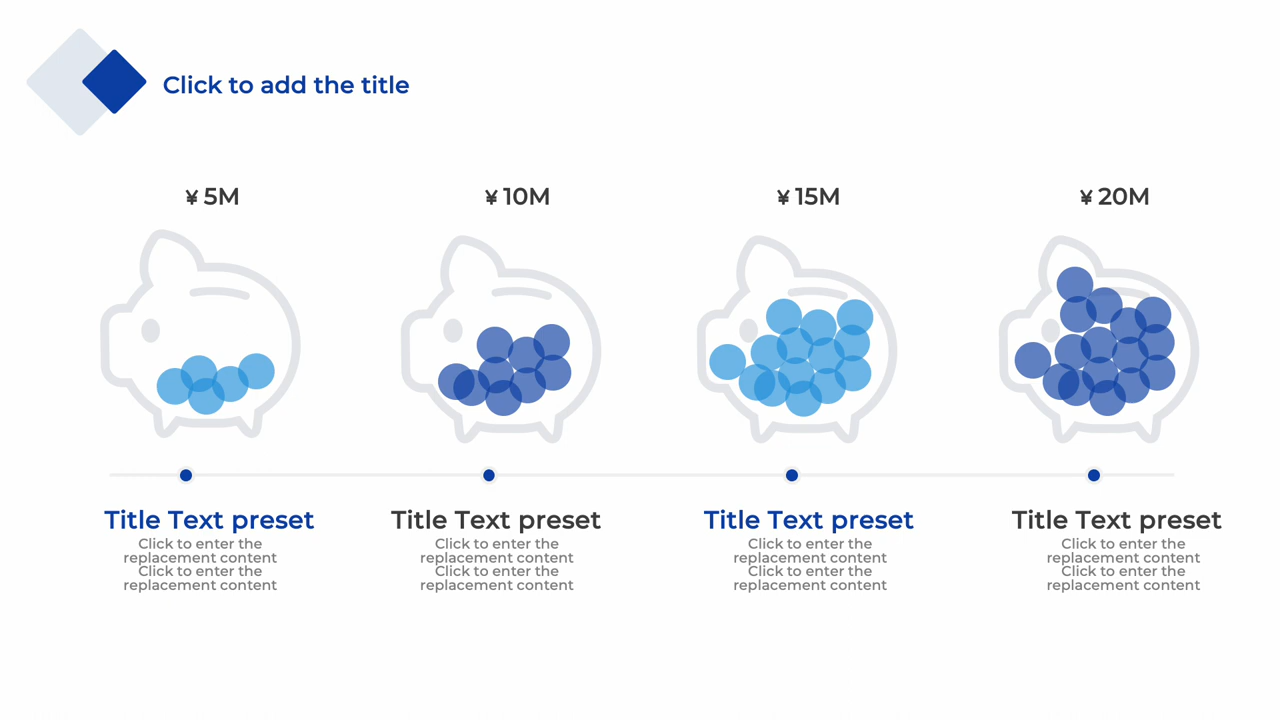 Click to add the title
¥ 5M
¥ 10M
¥ 15M
¥ 20M
Title Text preset
Click to enter the
replacement content
Click to enter the
replacement content
Title Text preset
Click to enter the
replacement content
Click to enter the
replacement content
Title Text preset
Click to enter the
replacement content
Click to enter the
replacement content
Title Text preset
Click to enter the
replacement content
Click to enter the
replacement content